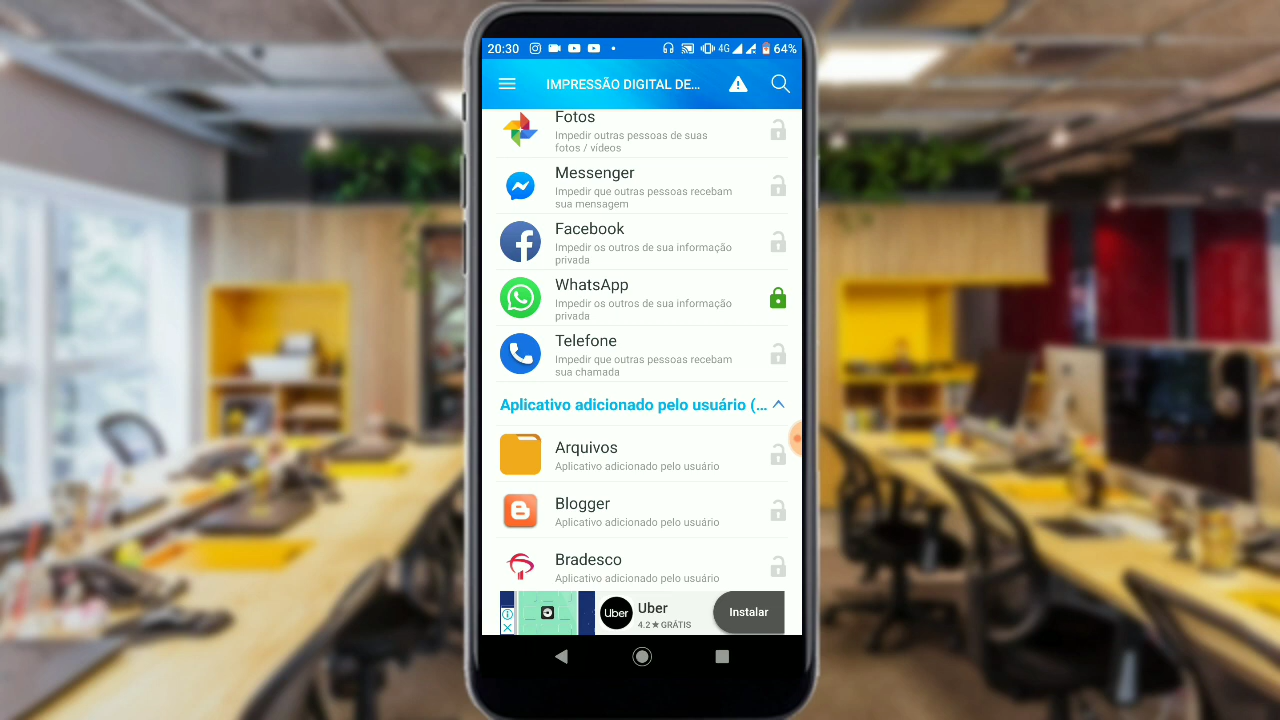 20:30 4G 64%
IMPRESSÃO DIGITAL DE...
Fotos
Impedir outras pessoas de suas
fotos / vídeos
Messenger
Impedir que outras pessoas recebam
sua mensagem
Facebook
Impedir os outros de sua informação
privada
WhatsApp
Impedir os outros de sua informação
privada
Telefone
Impedir que outras pessoas recebam
sua chamada
Aplicativo adicionado pelo usuário (...
Arquivos
Aplicativo adicionado pelo usuário
Blogger
Aplicativo adicionado pelo usuário
Bradesco
Aplicativo adicionado pelo usuário
Uber
Uber
4.2★GRÁTIS
Instalar